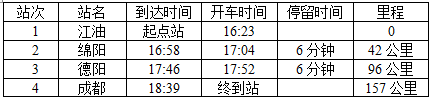 站次 站名 到达时间 开车时间 停留时间 里程
1 江油 起点站 16:23 0
2 绵阳 16:58 17:04 6分钟 42公里
3 德阳 17:46 17:52 6分钟 96公里
4 成都 18:39 终到站 157公里